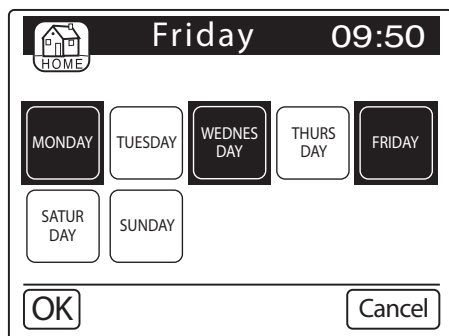 HOME
Friday 09:50
MONDAY TUESDAY WEDNES DAY THURS DAY FRIDAY
SATUR DAY SUNDAY
OK Cancel